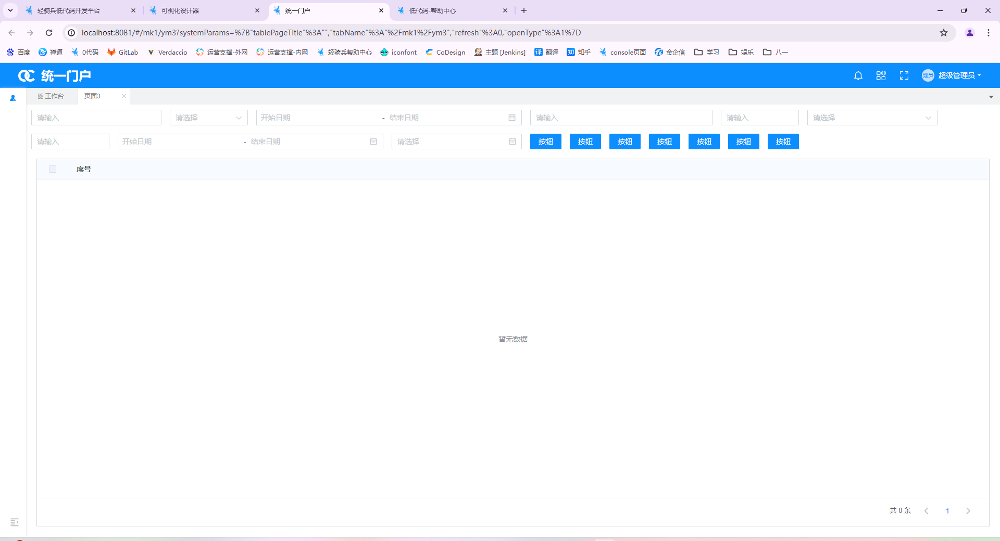 轻骑兵低代码开发平台
可视化设计器
统一门户
低代码-帮助中心
localhost:8081/#/mk1/ym3?systemParams=%7B"tablePageTitle"%3A"","tabName"%3A"%2Fmk1%2Fym3","refresh"%3A0,"openType"%3A1%7D
百度
禅道
0代码
GitLab
Verdaccio
运营支撑-外网
运营支撑-内网
轻骑兵帮助中心
iconfont
CoDesign
主题 [Jenkins]
译 翻译
知 知乎
console页面
金企信
学习
娱乐
八一
统一门户
理员 超级管理员
工作台
页面3
请输入
请选择
开始日期 - 结束日期
请输入
请输入
请选择
请输入
开始日期 - 结束日期
请选择
按钮
按钮
按钮
按钮
按钮
按钮
按钮
序号
暂无数据
共 0 条
1